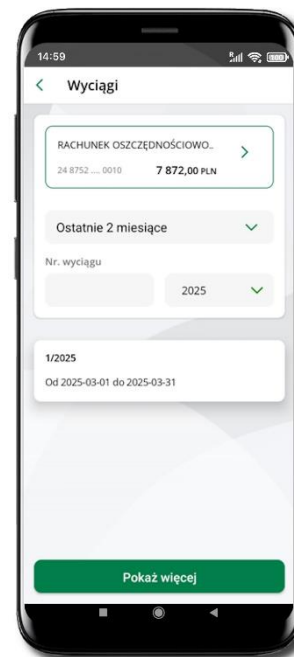 14:59
Wyciągi
RACHUNEK OSZCZĘDNOŚCIOWO..
24 8752 .... 0010 7 872,00 PLN
Ostatnie 2 miesiące
Nr. wyciągu
2025
1/2025
Od 2025-03-01 do 2025-03-31
Pokaż więcej